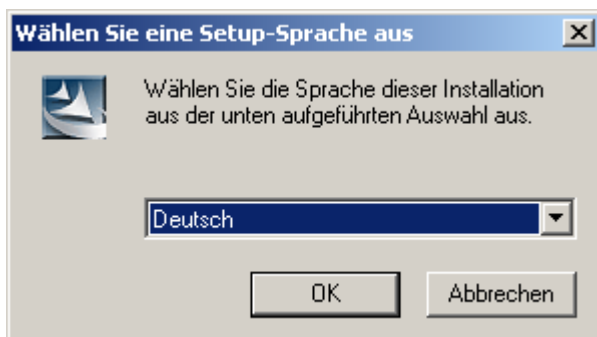 Wählen Sie eine Setup-Sprache aus
Wählen Sie die Sprache dieser Installation
aus der unten aufgeführten Auswahl aus.
Deutsch
OK
Abbrechen